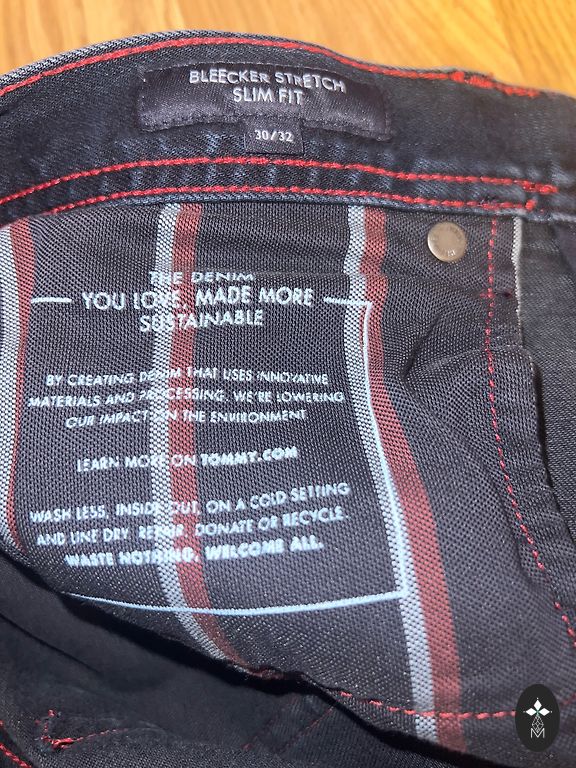 BLEECKER STRETCH
SLIM FIT
30/32
THE DENIM
YOU LOVE, MADE MORE
SUSTAINABLE
BY CREATING DENIM THAT USES INNOVATIVE
MATERIALS AND PROCESSING, WE'RE LOWERING
OUR IMPACT ON THE ENVIRONMENT
LEARN MORE ON TOMMY.COM
WASH LESS, INSIDE OUT, ON A COLD SETTING
AND LINE DRY. REPAIR, DONATE OR RECYCLE.
WASTE NOTHING, WELCOME ALL.
M